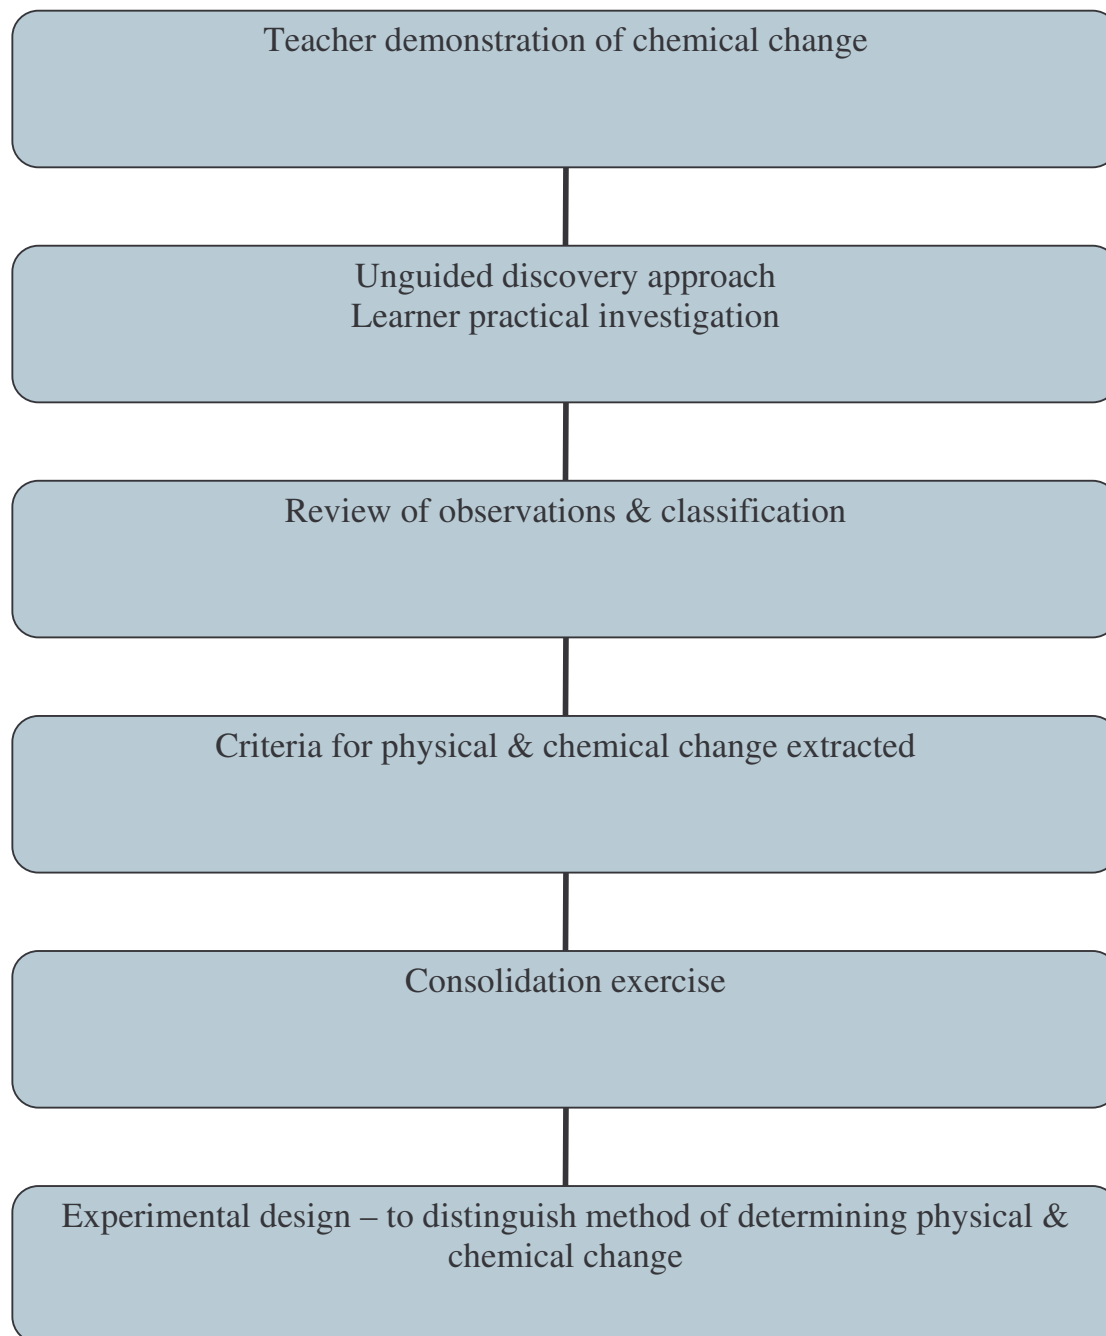 Teacher demonstration of chemical change
Unguided discovery approach
Learner practical investigation
Review of observations & classification
Criteria for physical & chemical change extracted
Consolidation exercise
Experimental design – to distinguish method of determining physical &
chemical change